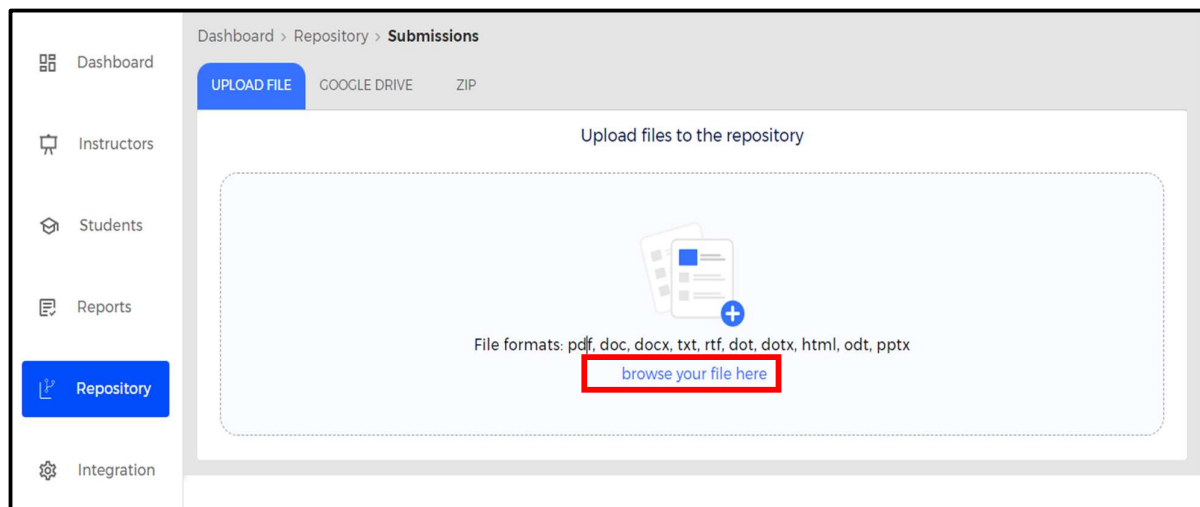 Dashboard > Repository > Submissions
Dashboard
UPLOAD FILE GOOGLE DRIVE ZIP
Upload files to the repository
Instructors
Students
Reports
File formats: pdf, doc, docx, txt, rtf, dot, dotx, html, odt, pptx
browse your file here
Repository
Integration